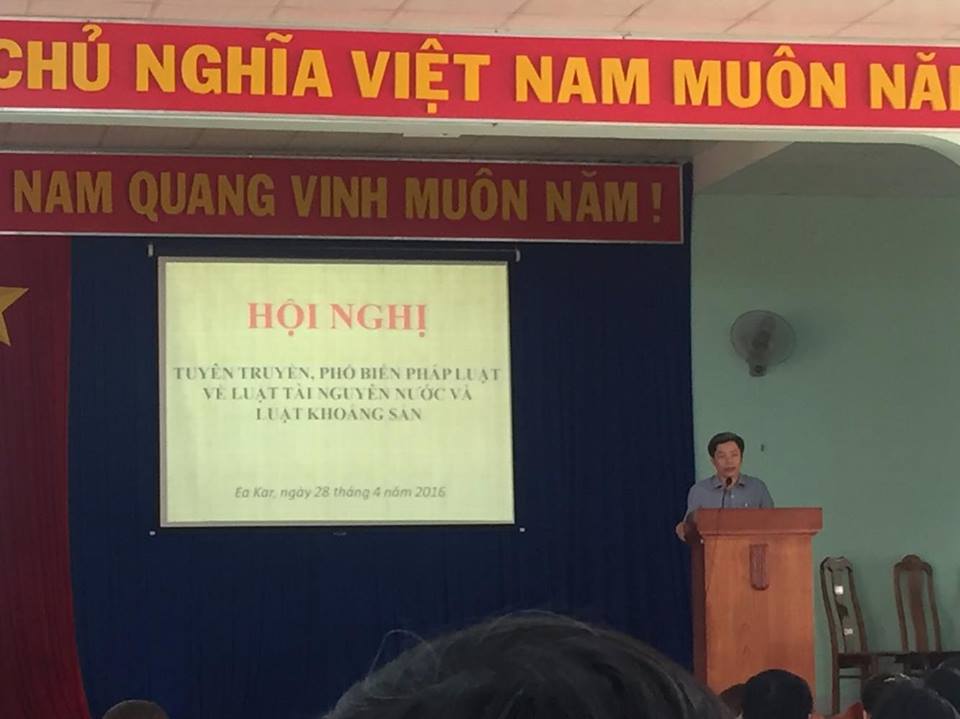 CHỦ NGHĨA VIỆT NAM MUÔN NĂM
NAM QUANG VINH MUÔN NĂM !
HỘI NGHỊ
TUYÊN TRUYỀN, PHỔ BIẾN PHÁP LUẬT
VỀ LUẬT TÀI NGUYÊN NƯỚC VÀ
LUẬT KHOÁNG SẢN
Ea Kar, ngày 28 tháng 4 năm 2016